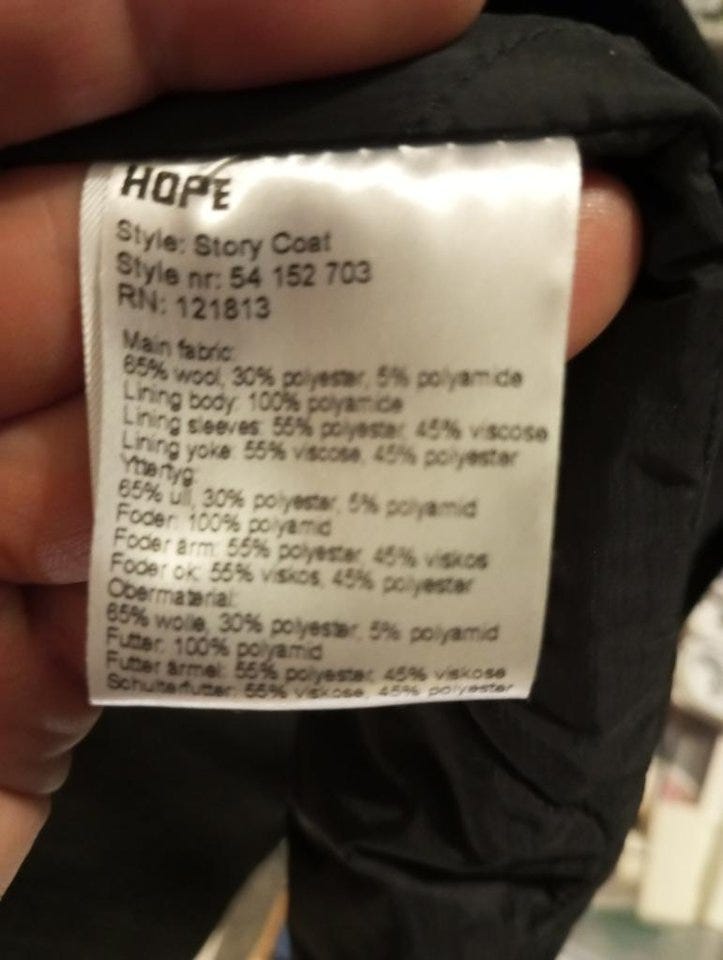 HOPE
Style: Story Coat
Style nr: 54 152 703
RN: 121813
Main fabric:
65% wool, 30% polyester, 5% polyamide
Lining body: 100% polyamide
Lining sleeves: 55% polyester, 45% viscose
Lining yoke: 55% viscose, 45% polyester
Yttertyg:
65% ull, 30% polyester, 5% polyamid
Foder: 100% polyamid
Foder ärm: 55% polyester, 45% viskos
Foder ok: 55% viskos, 45% polyester
Obermaterial:
65% wolle, 30% polyester, 5% polyamid
Futter: 100% polyamid
Futter ärmel: 55% polyester, 45% viskose
Schulterfutter: 55% viskose, 45% polyester